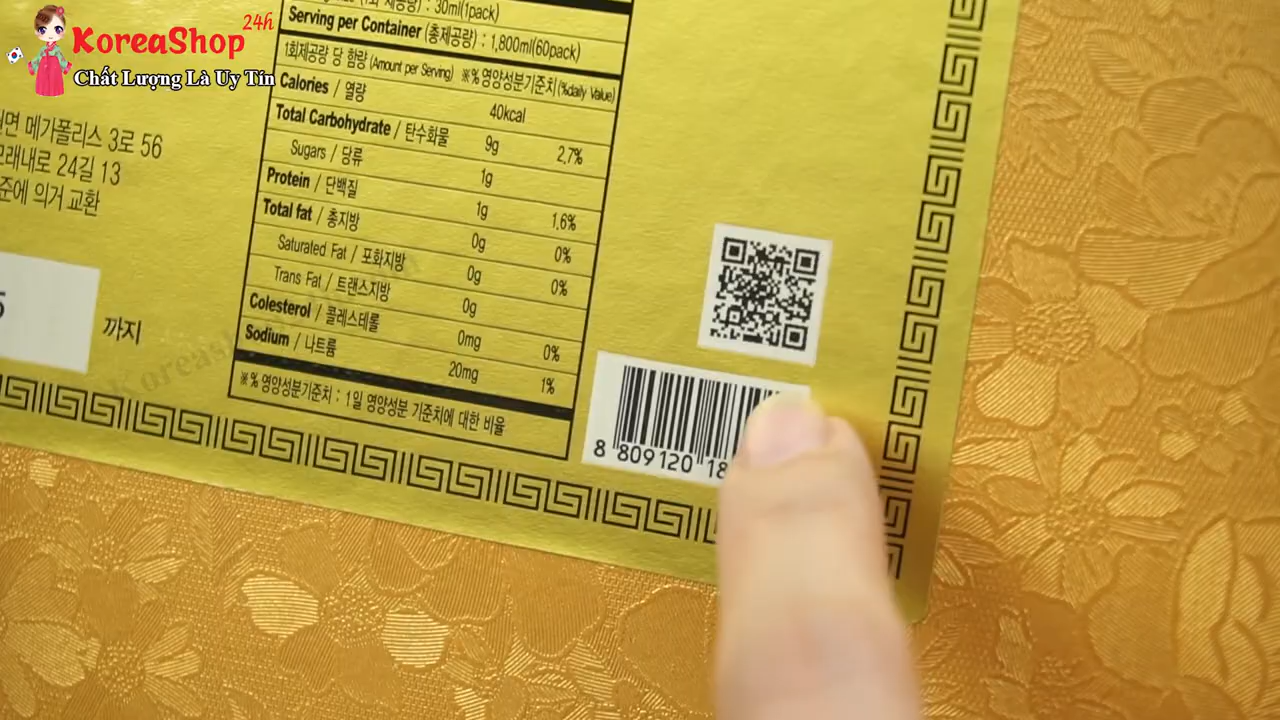 KoreaShop 24h
Chất Lượng Là Uy Tín
메가폴리스 3로 56
24길 13
의거 교환
까지
: 30ml(1pack)
Serving per Container (총제공량) : 1,800ml(60pack)
1회제공량 당 함량 (Amount per Serving) ※% 영양성분기준치 (%daily Value)
Calories / 열량 40kcal
Total Carbohydrate / 탄수화물 9g 2.7%
Sugars / 당류 1g
Protein / 단백질 1g 1.6%
Total fat / 총지방 0g 0%
Saturated Fat / 포화지방 0g 0%
Trans Fat / 트랜스지방 0g
Colesterol / 콜레스테롤 0mg 0%
Sodium / 나트륨 20mg 1%
※% 영양성분기준치 : 1일 영양성분 기준치에 대한 비율
8 809120 18